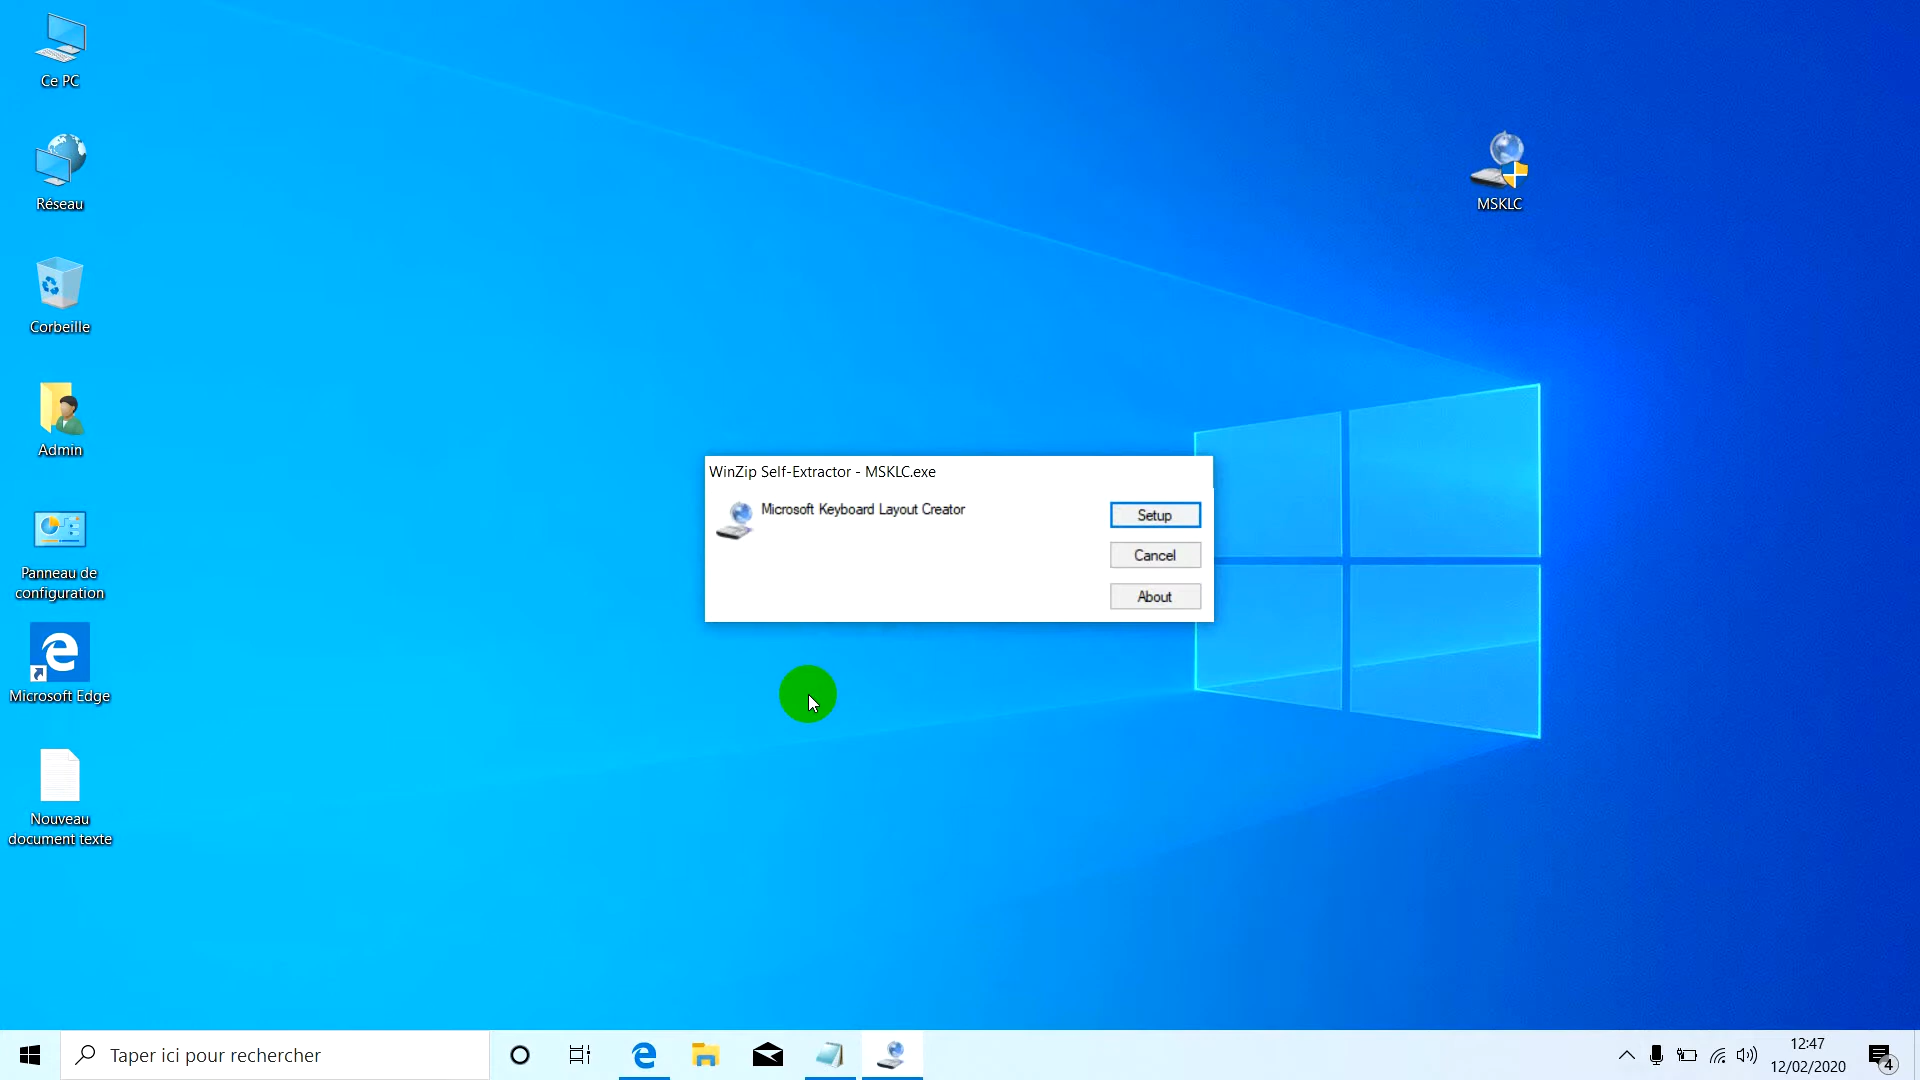 Ce PC
Réseau
Corbeille
Admin
Panneau de
configuration
Microsoft Edge
Nouveau
document texte
MSKLC
WinZip Self-Extractor - MSKLC.exe
Microsoft Keyboard Layout Creator
Setup
Cancel
About
Taper ici pour rechercher
12:47
12/02/2020
4